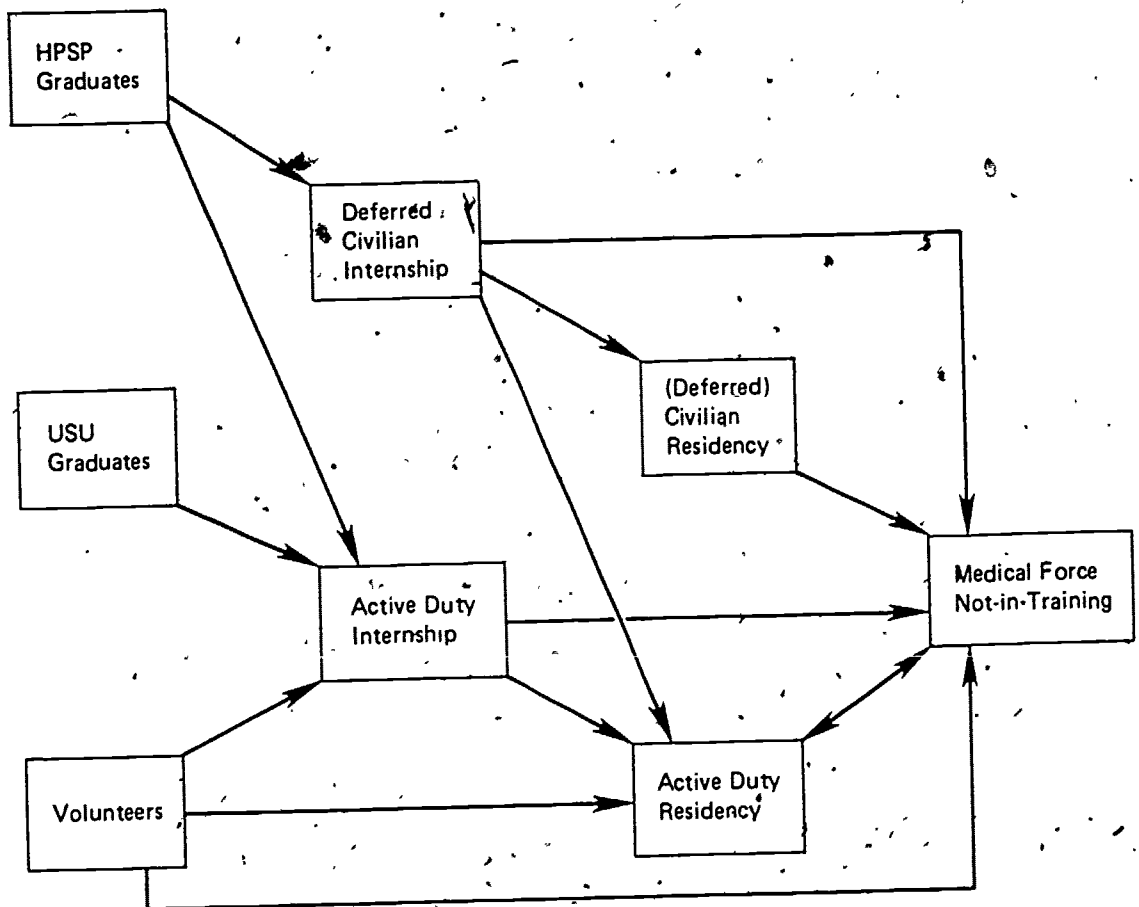 HPSP
Graduates
Deferred
Civilian
Internship
(Deferred)
Civilian
Residency
USU
Graduates
Medical Force
Not-in-Training
Active Duty
Internship
Volunteers
Active Duty
Residency